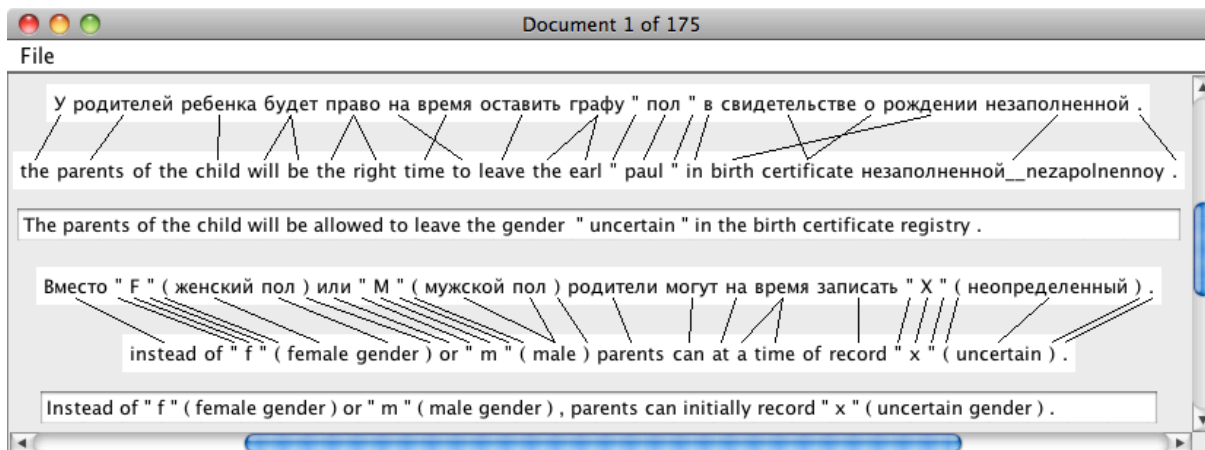 Document 1 of 175
File
У родителей ребенка будет право на время оставить графу " пол " в свидетельстве о рождении незаполненной .
the parents of the child will be the right time to leave the earl " paul " in birth certificate незаполненной__nezapolnennoy .
The parents of the child will be allowed to leave the gender " uncertain " in the birth certificate registry .
Вместо " F " ( женский пол ) или " M " ( мужской пол ) родители могут на время записать " X " ( неопределенный ) .
instead of " f " ( female gender ) or " m " ( male ) parents can at a time of record " x " ( uncertain ) .
Instead of " f " ( female gender ) or " m " ( male gender ) , parents can initially record " x " ( uncertain gender ) .